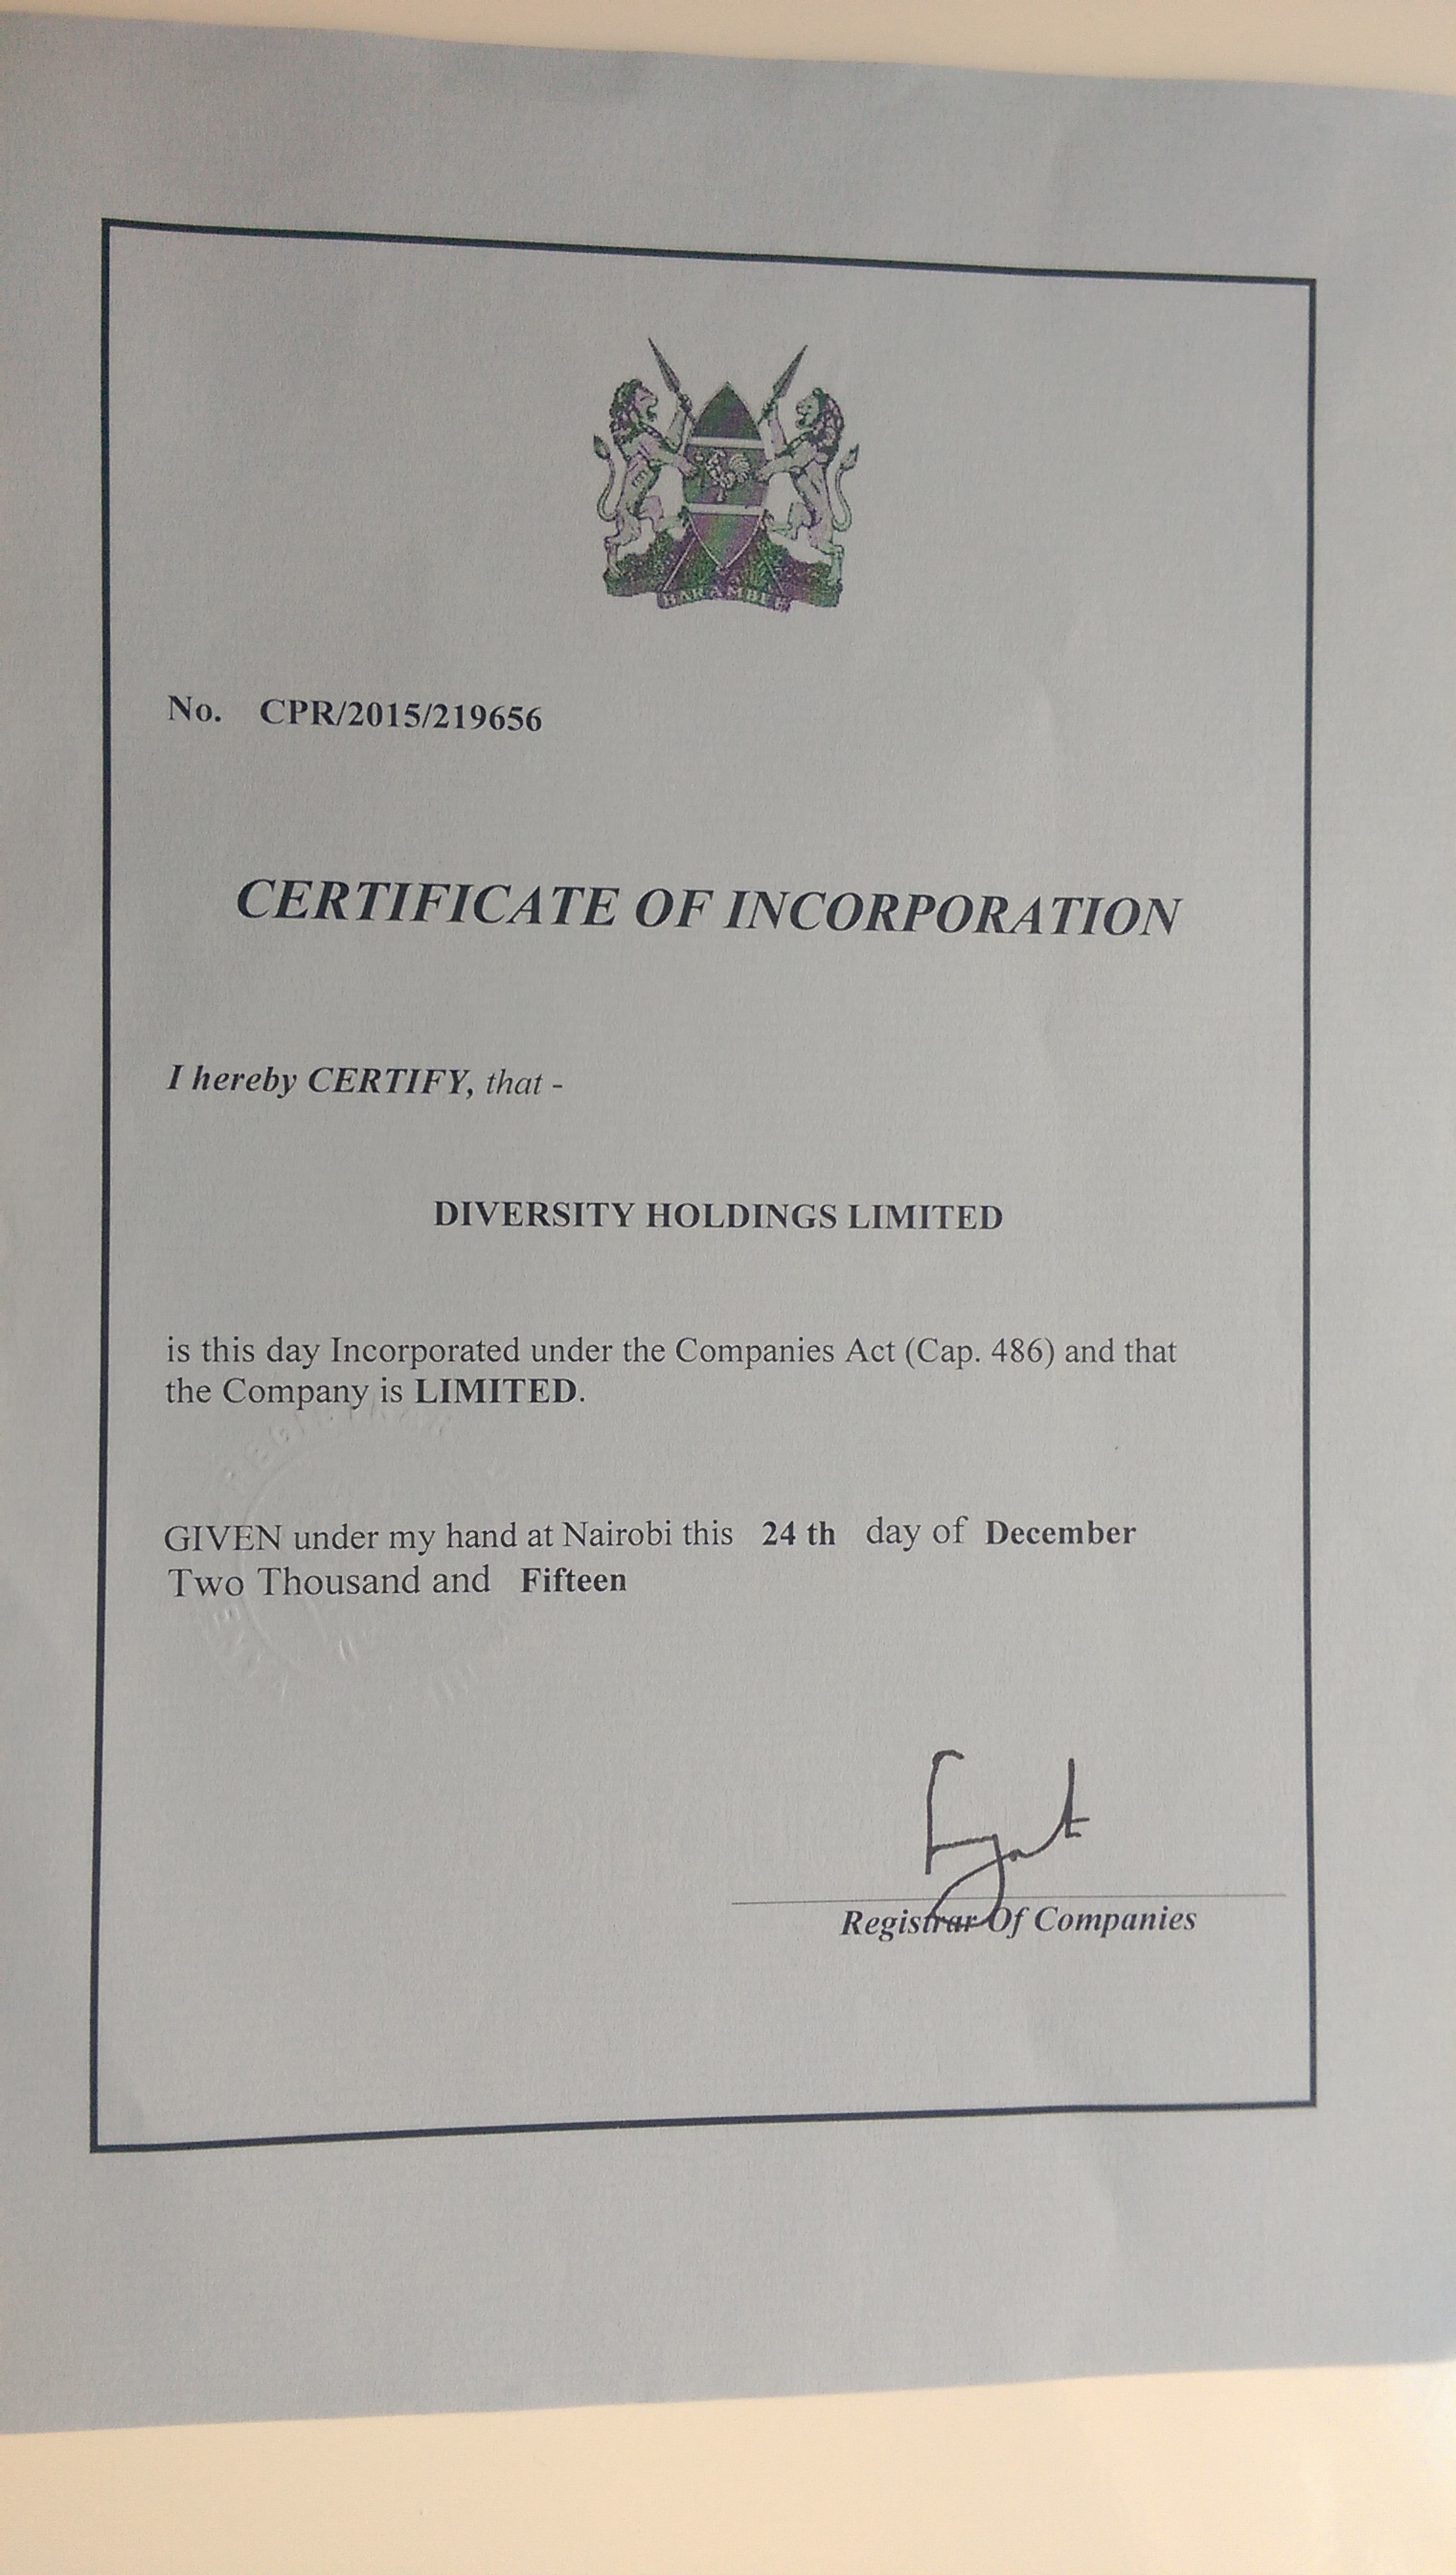 HARAMBEE
No. CPR/2015/219656
CERTIFICATE OF INCORPORATION
I hereby CERTIFY, that -
DIVERSITY HOLDINGS LIMITED
is this day Incorporated under the Companies Act (Cap. 486) and that
the Company is LIMITED.
GIVEN under my hand at Nairobi this 24 th day of December
Two Thousand and Fifteen
Registrar Of Companies